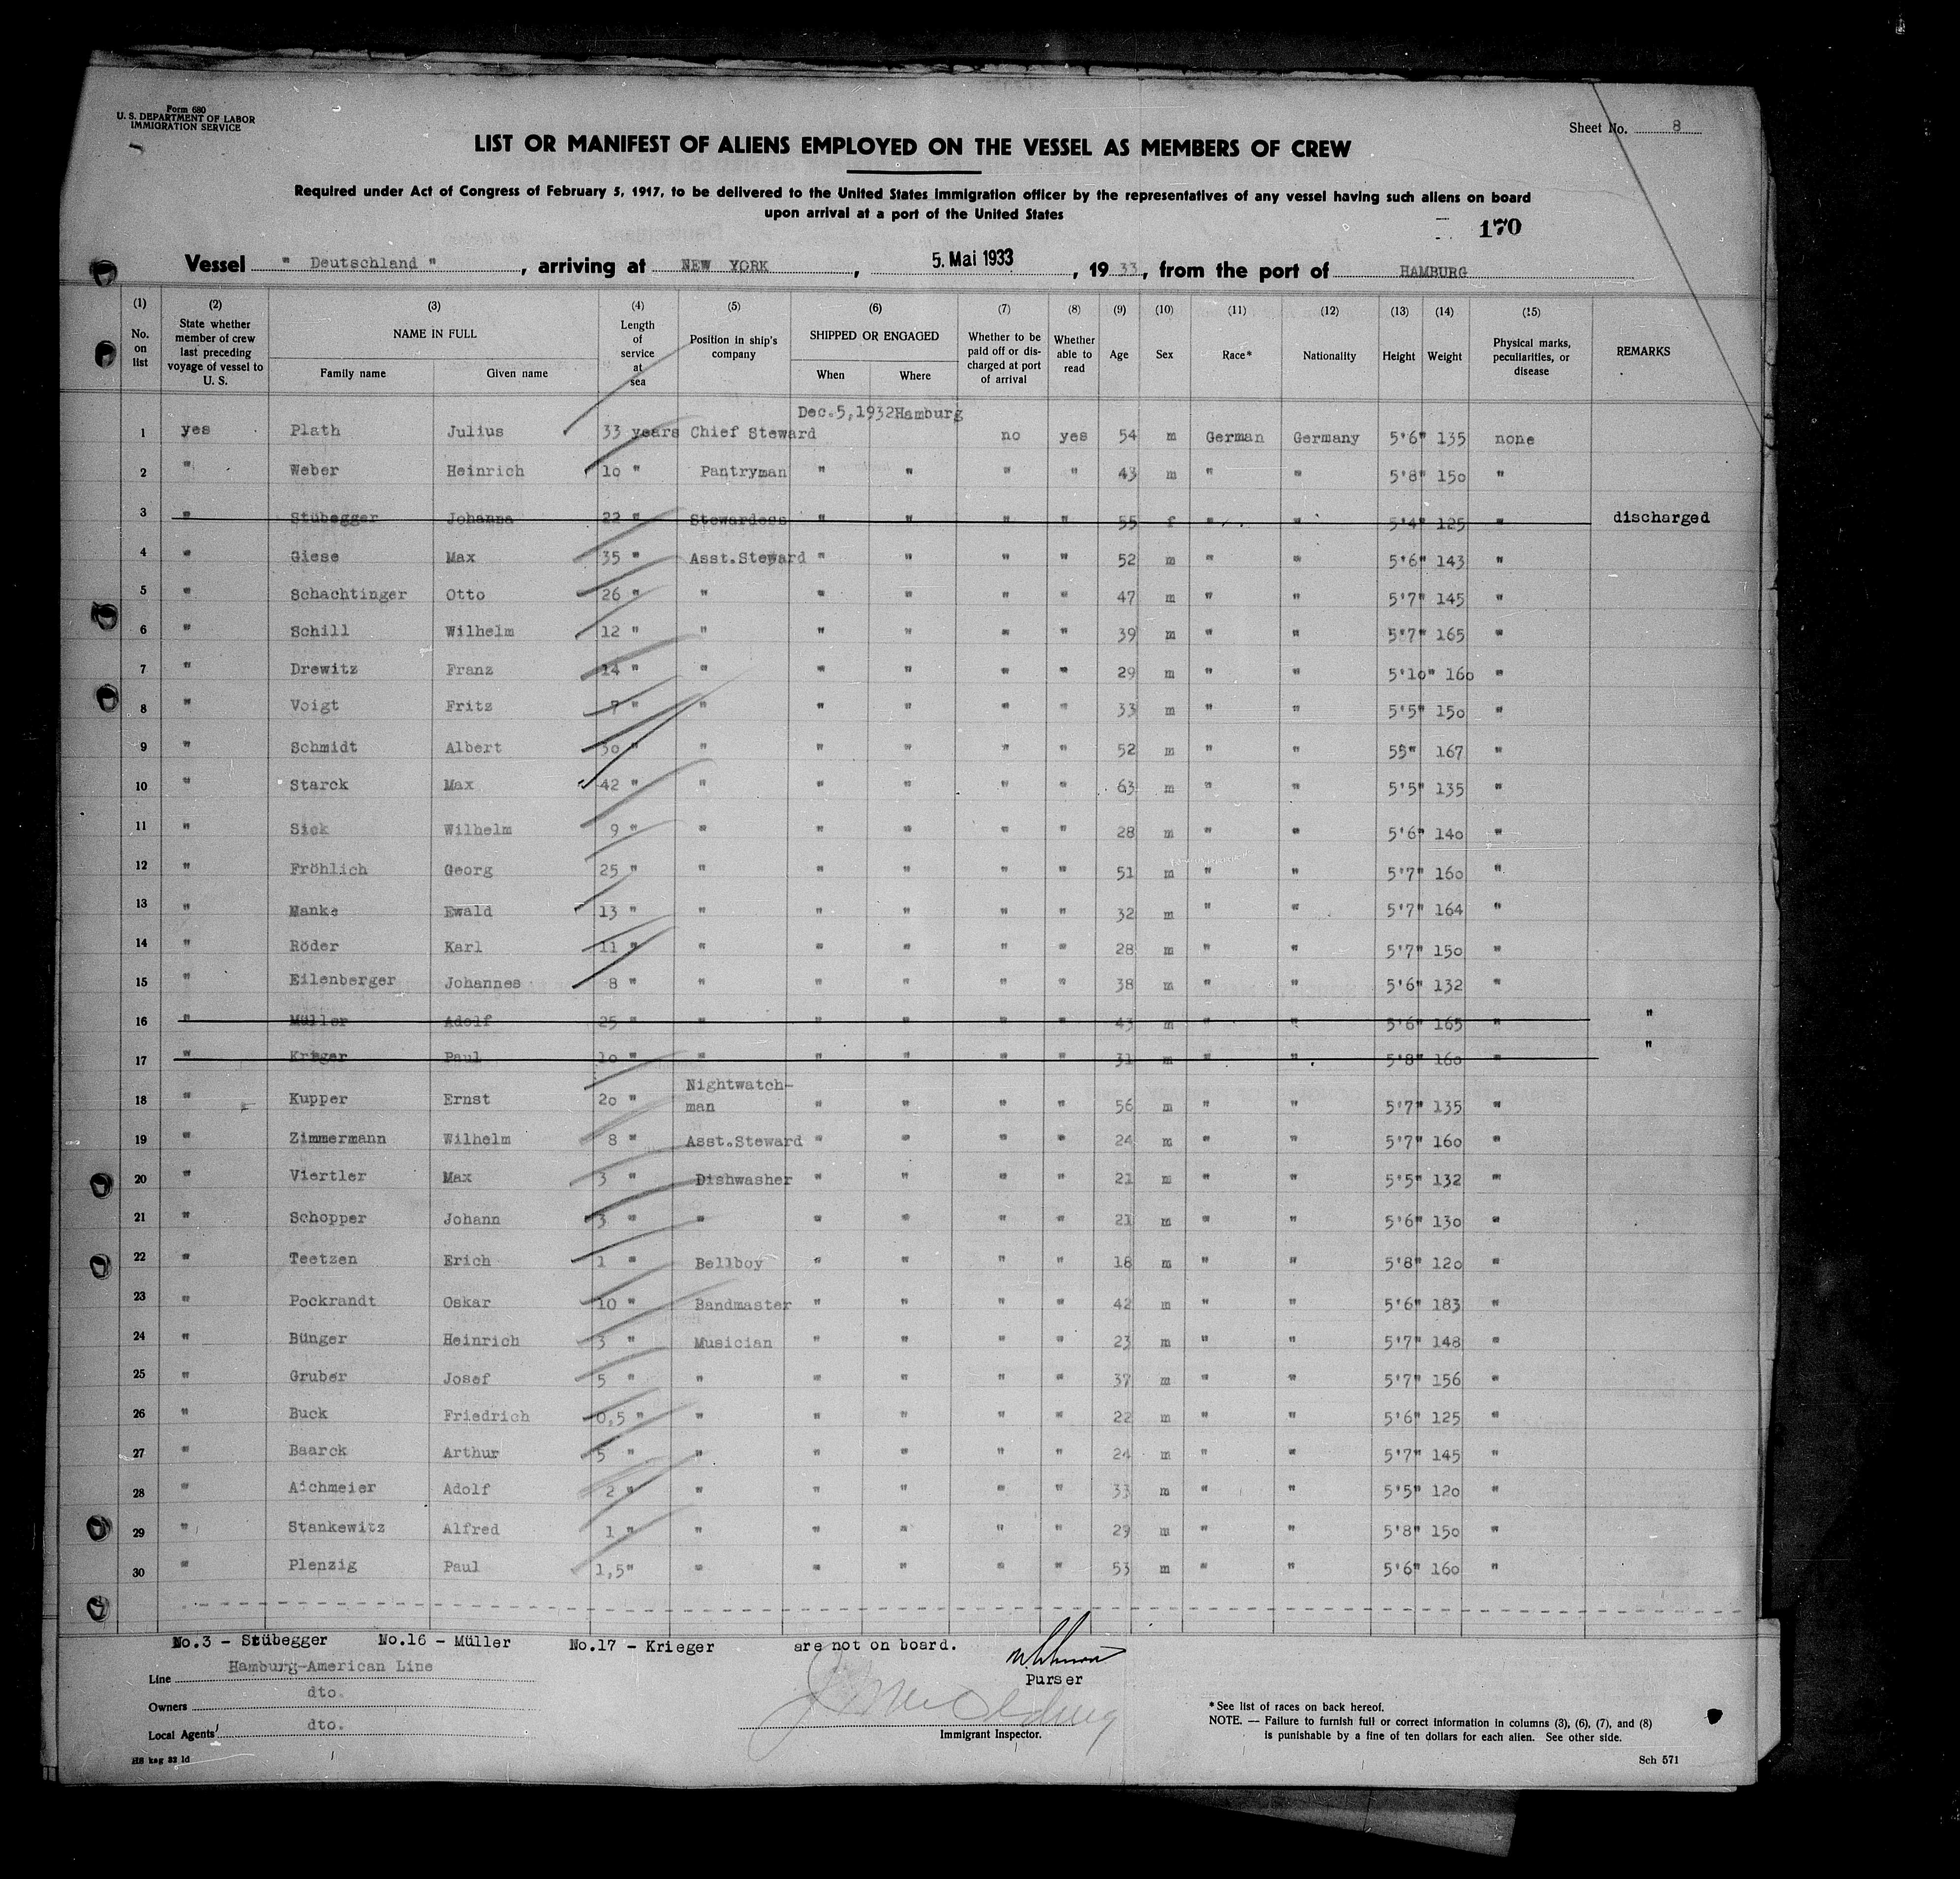 Form 680
U. S. DEPARTMENT OF LABOR
IMMIGRATION SERVICE
Sheet No. 8
LIST OR MANIFEST OF ALIENS EMPLOYED ON THE VESSEL AS MEMBERS OF CREW
Required under Act of Congress of February 5, 1917, to be delivered to the United States immigration officer by the representatives of any vessel having such aliens on board
upon arrival at a port of the United States
170
Vessel " Deutschland ", arriving at NEW YORK, 5. Mai 1933, 19 33, from the port of HAMBURG
(1) No. on list (2) State whether member of crew last preceding voyage of vessel to U. S. (3) NAME IN FULL Family name Given name (4) Length of service at sea (5) Position in ship's company (6) SHIPPED OR ENGAGED When Where (7) Whether to be paid off or discharged at port of arrival (8) Whether able to read (9) Age (10) Sex (11) Race* (12) Nationality (13) Height (14) Weight (15) Physical marks, peculiarities, or disease REMARKS
1 yes Plath Julius 33 years Chief Steward Dec.5,1932 Hamburg no yes 54 m German Germany 5'6" 135 none
2 " Weber Heinrich 10 " Pantryman " " " " 43 m " " 5'8" 150 "
3 " Stübegger Johanna 22 " Stewardess " " " " 55 f " " 5'4" 125 " discharged
4 " Giese Max 35 " Asst.Steward " " " " 52 m " " 5'6" 143 "
5 " Schachtinger Otto 26 " " " " " " 47 m " " 5'7" 145 "
6 " Schill Wilhelm 12 " " " " " " 39 m " " 5'7" 165 "
7 " Drewitz Franz 14 " " " " " " 29 m " " 5'10" 160 "
8 " Voigt Fritz 7 " " " " " " 33 m " " 5'5" 150 "
9 " Schmidt Albert 30 " " " " " " 52 m " " 55" 167 "
10 " Starck Max 42 " " " " " " 63 m " " 5'5" 135 "
11 " Sick Wilhelm 9 " " " " " " 28 m " " 5'6" 140 "
12 " Fröhlich Georg 25 " " " " " " 51 m " " 5'7" 160 "
13 " Manke Ewald 13 " " " " " " 32 m " " 5'7" 164 "
14 " Röder Karl 11 " " " " " " 28 m " " 5'7" 150 "
15 " Eilenberger Johannes 8 " " " " " " 38 m " " 5'6" 132 "
16 " Müller Adolf 25 " " " " " " 43 m " " 5'6" 165 " "
17 " Krieger Paul 10 " " " " " " 31 m " " 5'8" 160 " "
18 " Kupper Ernst 20 " Nightwatch-man " " " " 56 m " " 5'7" 135 "
19 " Zimmermann Wilhelm 8 " Asst.Steward " " " " 24 m " " 5'7" 160 "
20 " Viertler Max 3 " Dishwasher " " " " 21 m " " 5'5" 132 "
21 " Schopper Johann 3 " " " " " " 21 m " " 5'6" 130 "
22 " Teetzen Erich 1 " Bellboy " " " " 18 m " " 5'8" 120 "
23 " Pockrandt Oskar 10 " Bandmaster " " " " 42 m " " 5'6" 183 "
24 " Bünger Heinrich 3 " Musician " " " " 23 m " " 5'7" 148 "
25 " Gruber Josef 5 " " " " " " 37 m " " 5'7" 156 "
26 " Buck Friedrich 0,5 " " " " " " 22 m " " 5'6" 125 "
27 " Baarck Arthur 5 " " " " " " 24 m " " 5'7" 145 "
28 " Aichmeier Adolf 2 " " " " " " 33 m " " 5'5" 120 "
29 " Stankewitz Alfred 1 " " " " " " 29 m " " 5'8" 150 "
30 " Plenzig Paul 1,5" " " " " " 53 m " " 5'6" 160 "
No.3 - Stübegger No.16 - Müller No.17 - Krieger are not on board.
Line Hamburg-American Line
Owners dto.
Local Agents' dto.
Purser
Immigrant Inspector.
* See list of races on back hereof.
NOTE. — Failure to furnish full or correct information in columns (3), (6), (7), and (8)
is punishable by a fine of ten dollars for each alien. See other side.
Sch 571